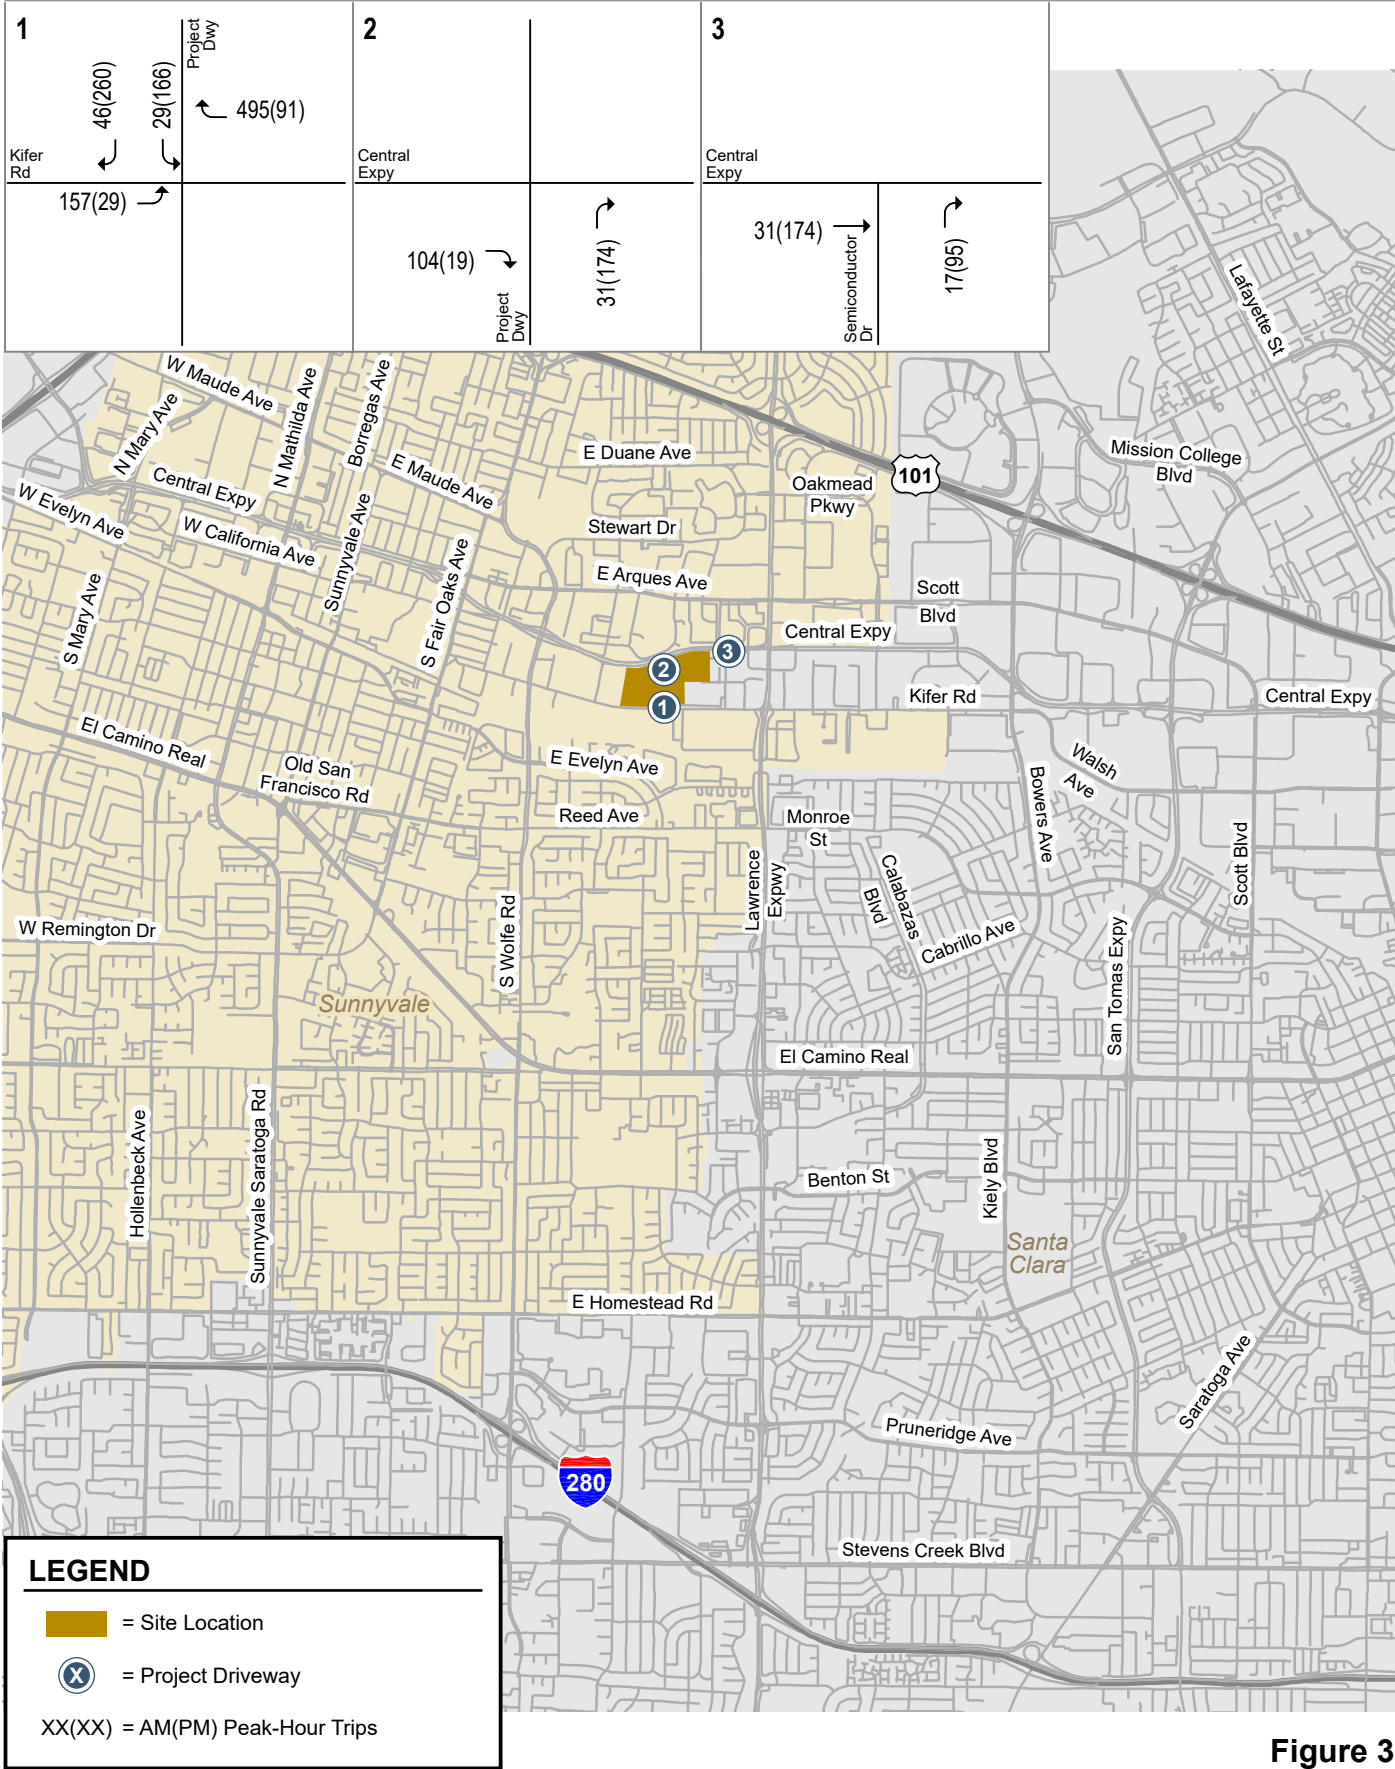 1
Project
Dwy
46(260)
29(166)
495(91)
Kifer
Rd
157(29)
2
Central
Expy
104(19)
31(174)
Project
Dwy
3
Central
Expy
31(174)
17(95)
Semiconductor
Dr
Lafayette St
W Maude Ave
N Mary Ave
N Mathilda Ave
Borregas Ave
E Maude Ave
E Duane Ave
Oakmead
Pkwy
101
Mission College
Blvd
Central Expy
W Evelyn Ave
W California Ave
Sunnyvale Ave
Stewart Dr
E Arques Ave
S Fair Oaks Ave
S Mary Ave
Scott
Blvd
Central Expy
3
2
1
Kifer Rd
Central Expy
El Camino Real
Old San
Francisco Rd
E Evelyn Ave
Walsh
Ave
Reed Ave
Monroe
St
Bowers Ave
Scott Blvd
Lawrence
Expwy
Calabazas
Blvd
Cabrillo Ave
W Remington Dr
S Wolfe Rd
San Tomas Expy
Sunnyvale
El Camino Real
Hollenbeck Ave
Sunnyvale Saratoga Rd
Benton St
Kiely Blvd
Santa
Clara
E Homestead Rd
Saratoga Ave
Pruneridge Ave
280
Stevens Creek Blvd
LEGEND
= Site Location
X = Project Driveway
XX(XX) = AM(PM) Peak-Hour Trips
Figure 3